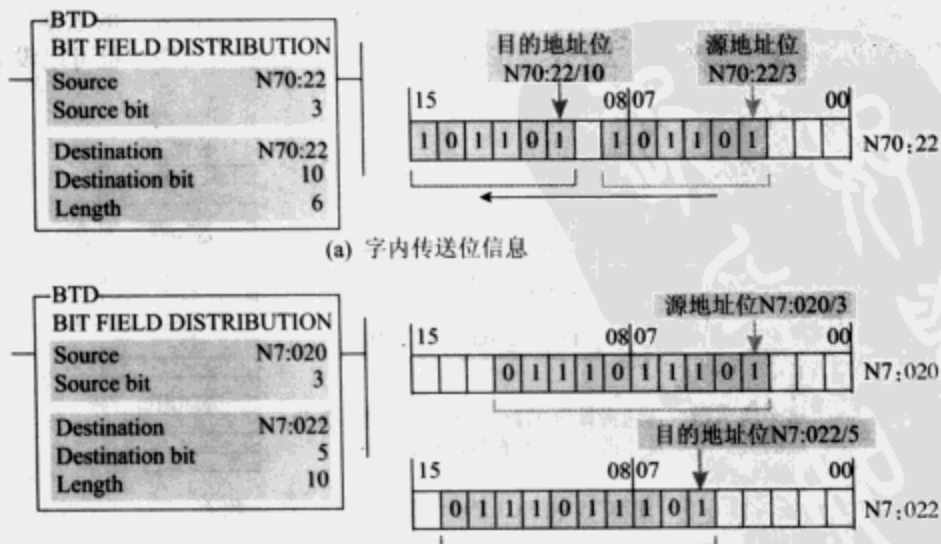 BTD
BIT FIELD DISTRIBUTION
Source N70:22
Source bit 3
Destination N70:22
Destination bit 10
Length 6
目的地址位
N70:22/10
源地址位
N70:22/3
15 08 07 00
1 0 1 1 0 1 1 0 1 1 0 1 N70:22
(a) 字内传送位信息
BTD
BIT FIELD DISTRIBUTION
Source N7:020
Source bit 3
Destination N7:022
Destination bit 5
Length 10
源地址位N7:020/3
15 08 07 00
0 1 1 1 0 1 1 1 0 1 N7:020
目的地址位N7:022/5
15 08 07 00
0 1 1 1 0 1 1 1 0 1 N7:022